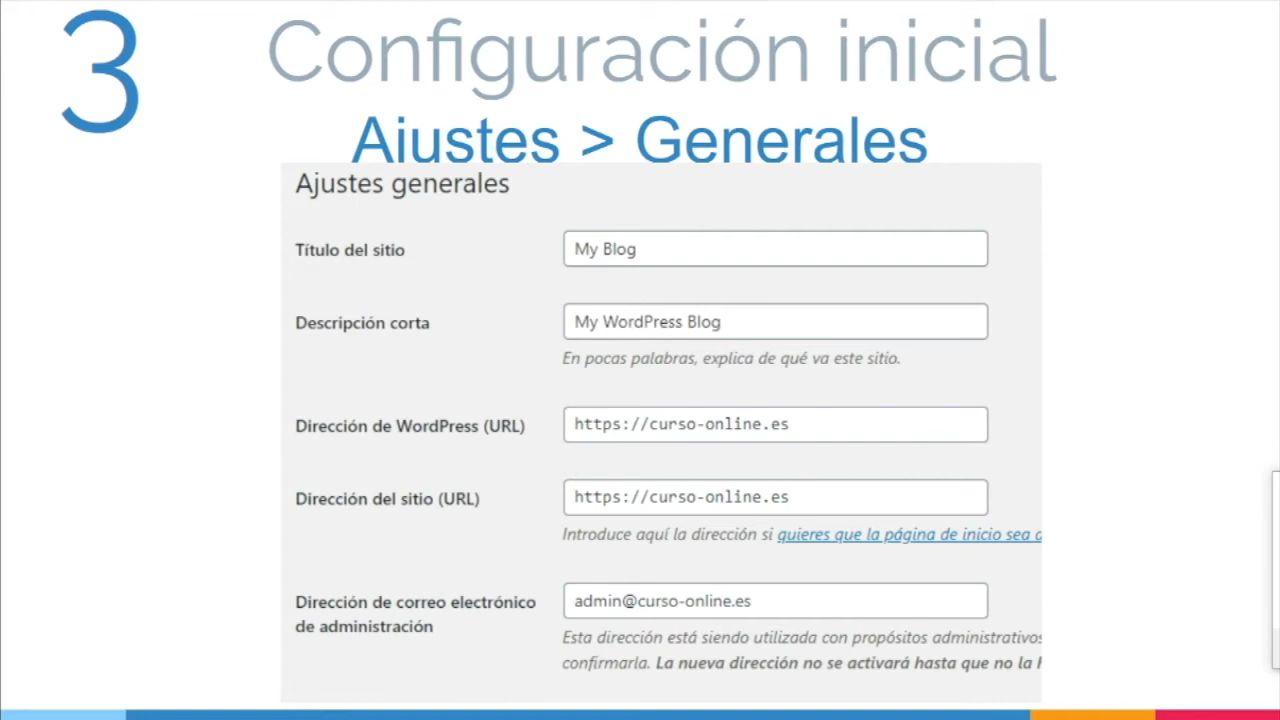 3
Configuración inicial
Ajustes > Generales
Ajustes generales
Título del sitio
My Blog
Descripción corta
My WordPress Blog
En pocas palabras, explica de qué va este sitio.
Dirección de WordPress (URL)
https://curso-online.es
Dirección del sitio (URL)
https://curso-online.es
Introduce aquí la dirección si quieres que la página de inicio sea
Dirección de correo electrónico
de administración
admin@curso-online.es
Esta dirección está siendo utilizada con propósitos administrativos
confirmarla. La nueva dirección no se activará hasta que no la